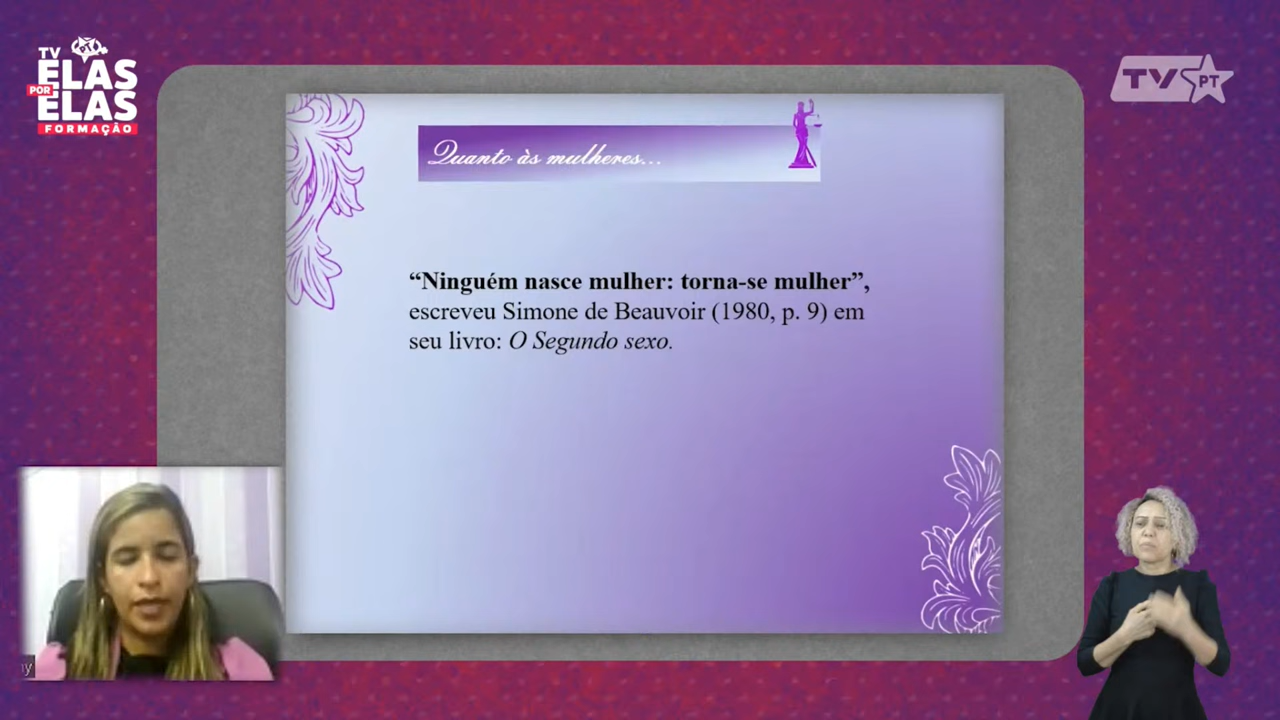 TV
ELAS
POR
ELAS
FORMAÇÃO
PT
TV PT
Quanto às mulheres...
“Ninguém nasce mulher: torna-se mulher”,
escreveu Simone de Beauvoir (1980, p. 9) em
seu livro: O Segundo sexo.